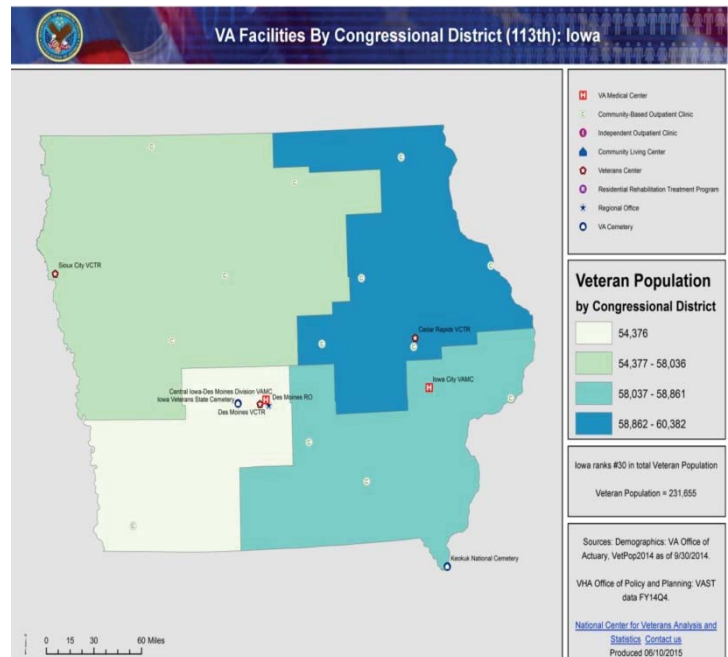 VA Facilities By Congressional District (113th): Iowa
VA Medical Center
Community-Based Outpatient Clinic
Independent Outpatient Clinic
Community Living Center
Veterans Center
Residential Rehabilitation Treatment Program
Regional Office
VA Cemetery
Sioux City VCTR
Cedar Rapids VCTR
Iowa City VAMC
Central Iowa-Des Moines Division VAMC
Iowa Veterans State Cemetery
Des Moines RO
Des Moines VCTR
Keokuk National Cemetery
Veteran Population
by Congressional District
54,376
54,377 - 58,036
58,037 - 58,861
58,862 - 60,382
Iowa ranks #30 in total Veteran Population
Veteran Population = 231,655
Sources: Demographics: VA Office of
Actuary, VetPop2014 as of 9/30/2014.
VHA Office of Policy and Planning: VAST
data FY14Q4.
National Center for Veterans Analysis and
Statistics Contact us
Produced 06/10/2015
0 15 30 60 Miles